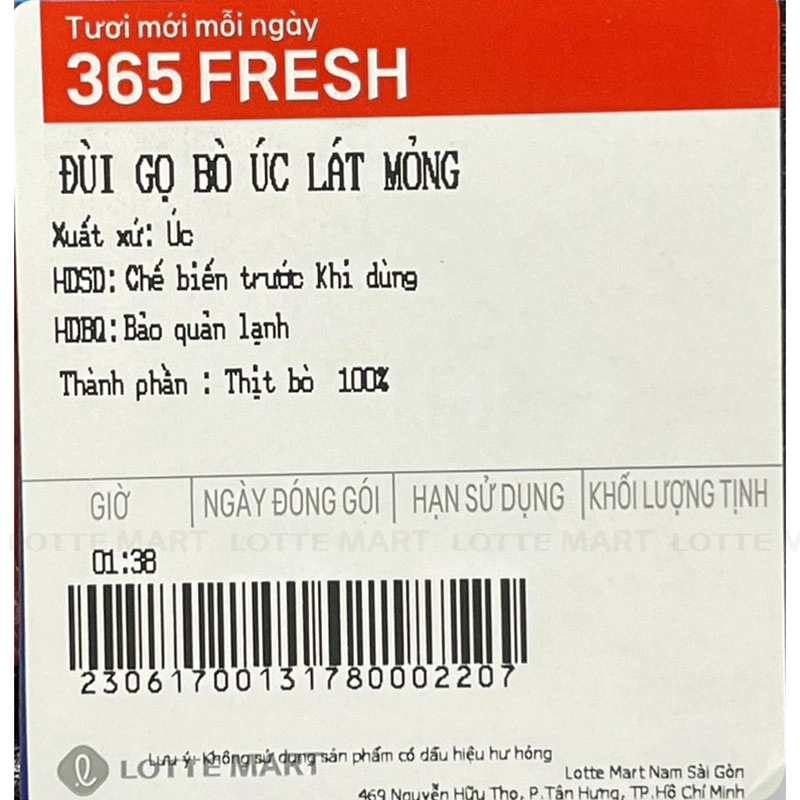 Tươi mới mỗi ngày
365 FRESH
ĐÙI GỌ BÒ ÚC LÁT MỎNG
Xuất xứ: Úc
HDSD: Chế biến trước Khi dùng
HDBQ: Bảo quản lạnh
Thành phần : Thịt bò 100%
GIỜ NGÀY ĐÓNG GÓI HẠN SỬ DỤNG KHỐI LƯỢNG TỊNH
LOTTE MART LOTTE MART LOTTE MART LOTTE M
01:38
23061700131780002207
Lưu ý: Không sử dụng sản phẩm có dấu hiệu hư hỏng
LOTTE MART
Lotte Mart Nam Sài Gòn
469 Nguyễn Hữu Thọ, P.Tân Hưng, TP.Hồ Chí Minh